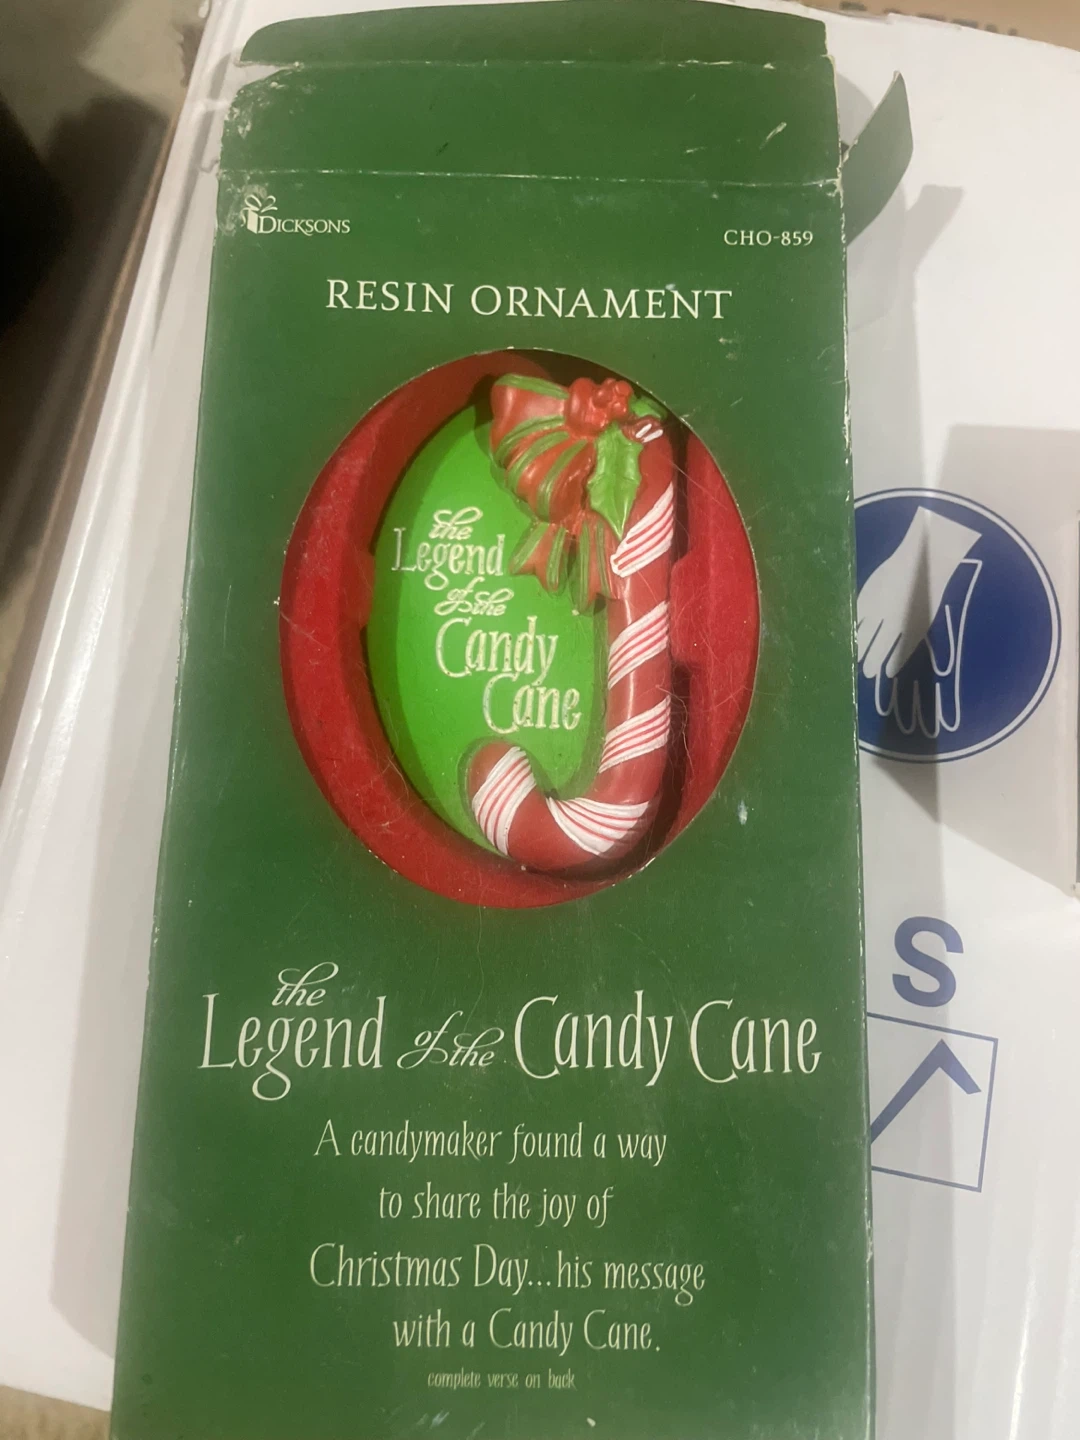 DICKSONS
CHO-859
RESIN ORNAMENT
the
Legend
of the
Candy
Cane
the
Legend of the Candy Cane
A candymaker found a way
to share the joy of
Christmas Day...his message
with a Candy Cane.
complete verse on back
S